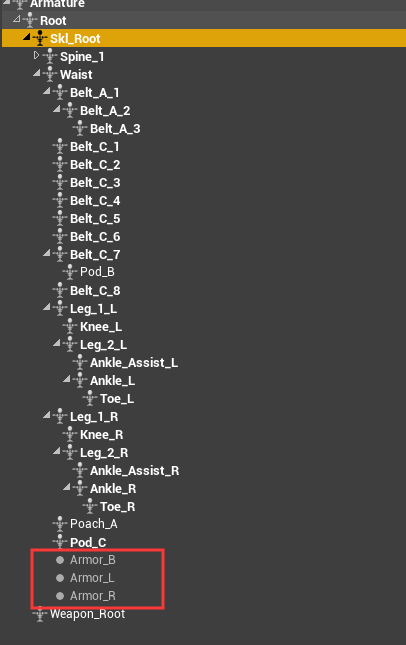 Armature
Root
Skl_Root
Spine_1
Waist
Belt_A_1
Belt_A_2
Belt_A_3
Belt_C_1
Belt_C_2
Belt_C_3
Belt_C_4
Belt_C_5
Belt_C_6
Belt_C_7
Pod_B
Belt_C_8
Leg_1_L
Knee_L
Leg_2_L
Ankle_Assist_L
Ankle_L
Toe_L
Leg_1_R
Knee_R
Leg_2_R
Ankle_Assist_R
Ankle_R
Toe_R
Poach_A
Pod_C
Armor_B
Armor_L
Armor_R
Weapon_Root